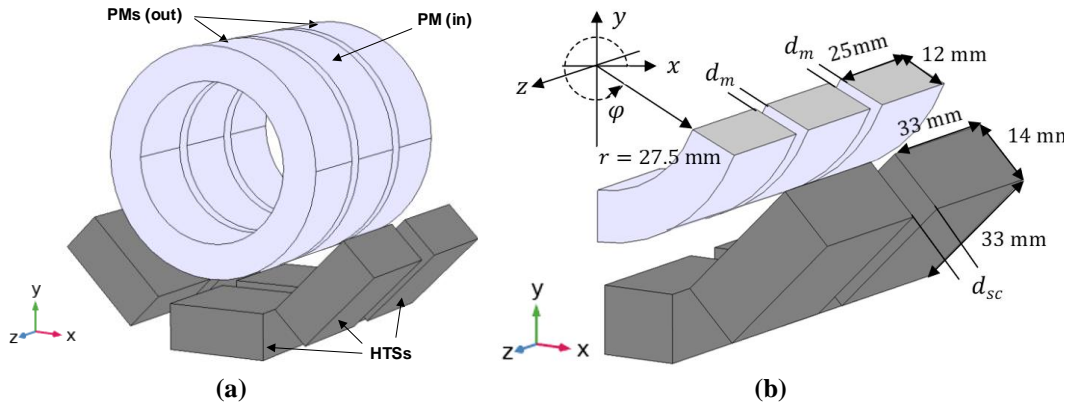 PMs (out)
PM (in)
HTSs
y
z
x
(a)
y
x
z
φ
r = 27.5 mm
d_m
d_m
25mm
12 mm
33 mm
14 mm
33 mm
d_sc
y
z
x
(b)